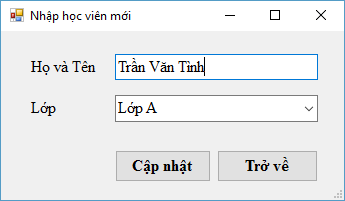 Nhập học viên mới
Họ và Tên Trần Văn Tình
Lớp Lớp A
Cập nhật Trở về